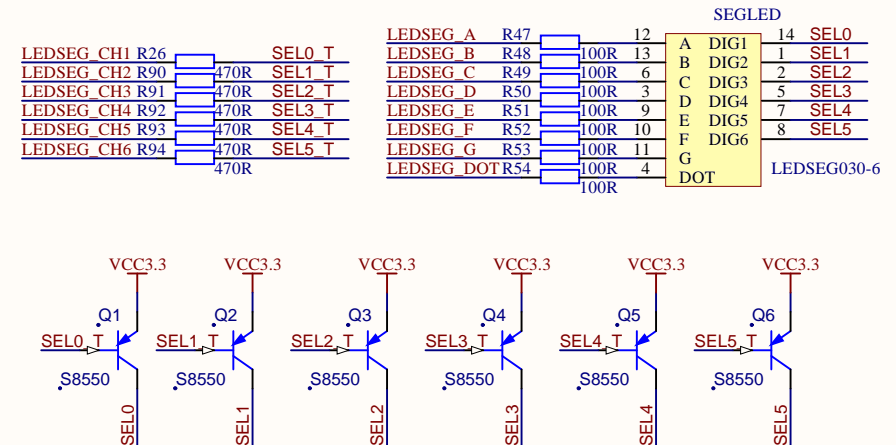 SEGLED
LEDSEG_CH1 R26 SEL0_T
LEDSEG_CH2 R90 470R SEL1_T
LEDSEG_CH3 R91 470R SEL2_T
LEDSEG_CH4 R92 470R SEL3_T
LEDSEG_CH5 R93 470R SEL4_T
LEDSEG_CH6 R94 470R SEL5_T
470R
LEDSEG_A R47 12 A DIG1 14 SEL0
LEDSEG_B R48 100R 13 B DIG2 1 SEL1
LEDSEG_C R49 100R 6 C DIG3 2 SEL2
LEDSEG_D R50 100R 3 D DIG4 5 SEL3
LEDSEG_E R51 100R 9 E DIG5 7 SEL4
LEDSEG_F R52 100R 10 F DIG6 8 SEL5
LEDSEG_G R53 100R 11 G
LEDSEG_DOT R54 100R 4 DOT LEDSEG030-6
100R
VCC3.3 VCC3.3 VCC3.3 VCC3.3 VCC3.3 VCC3.3
Q1 Q2 Q3 Q4 Q5 Q6
SEL0_T SEL1_T SEL2_T SEL3_T SEL4_T SEL5_T
S8550 S8550 S8550 S8550 S8550 S8550
SEL0 SEL1 SEL2 SEL3 SEL4 SEL5